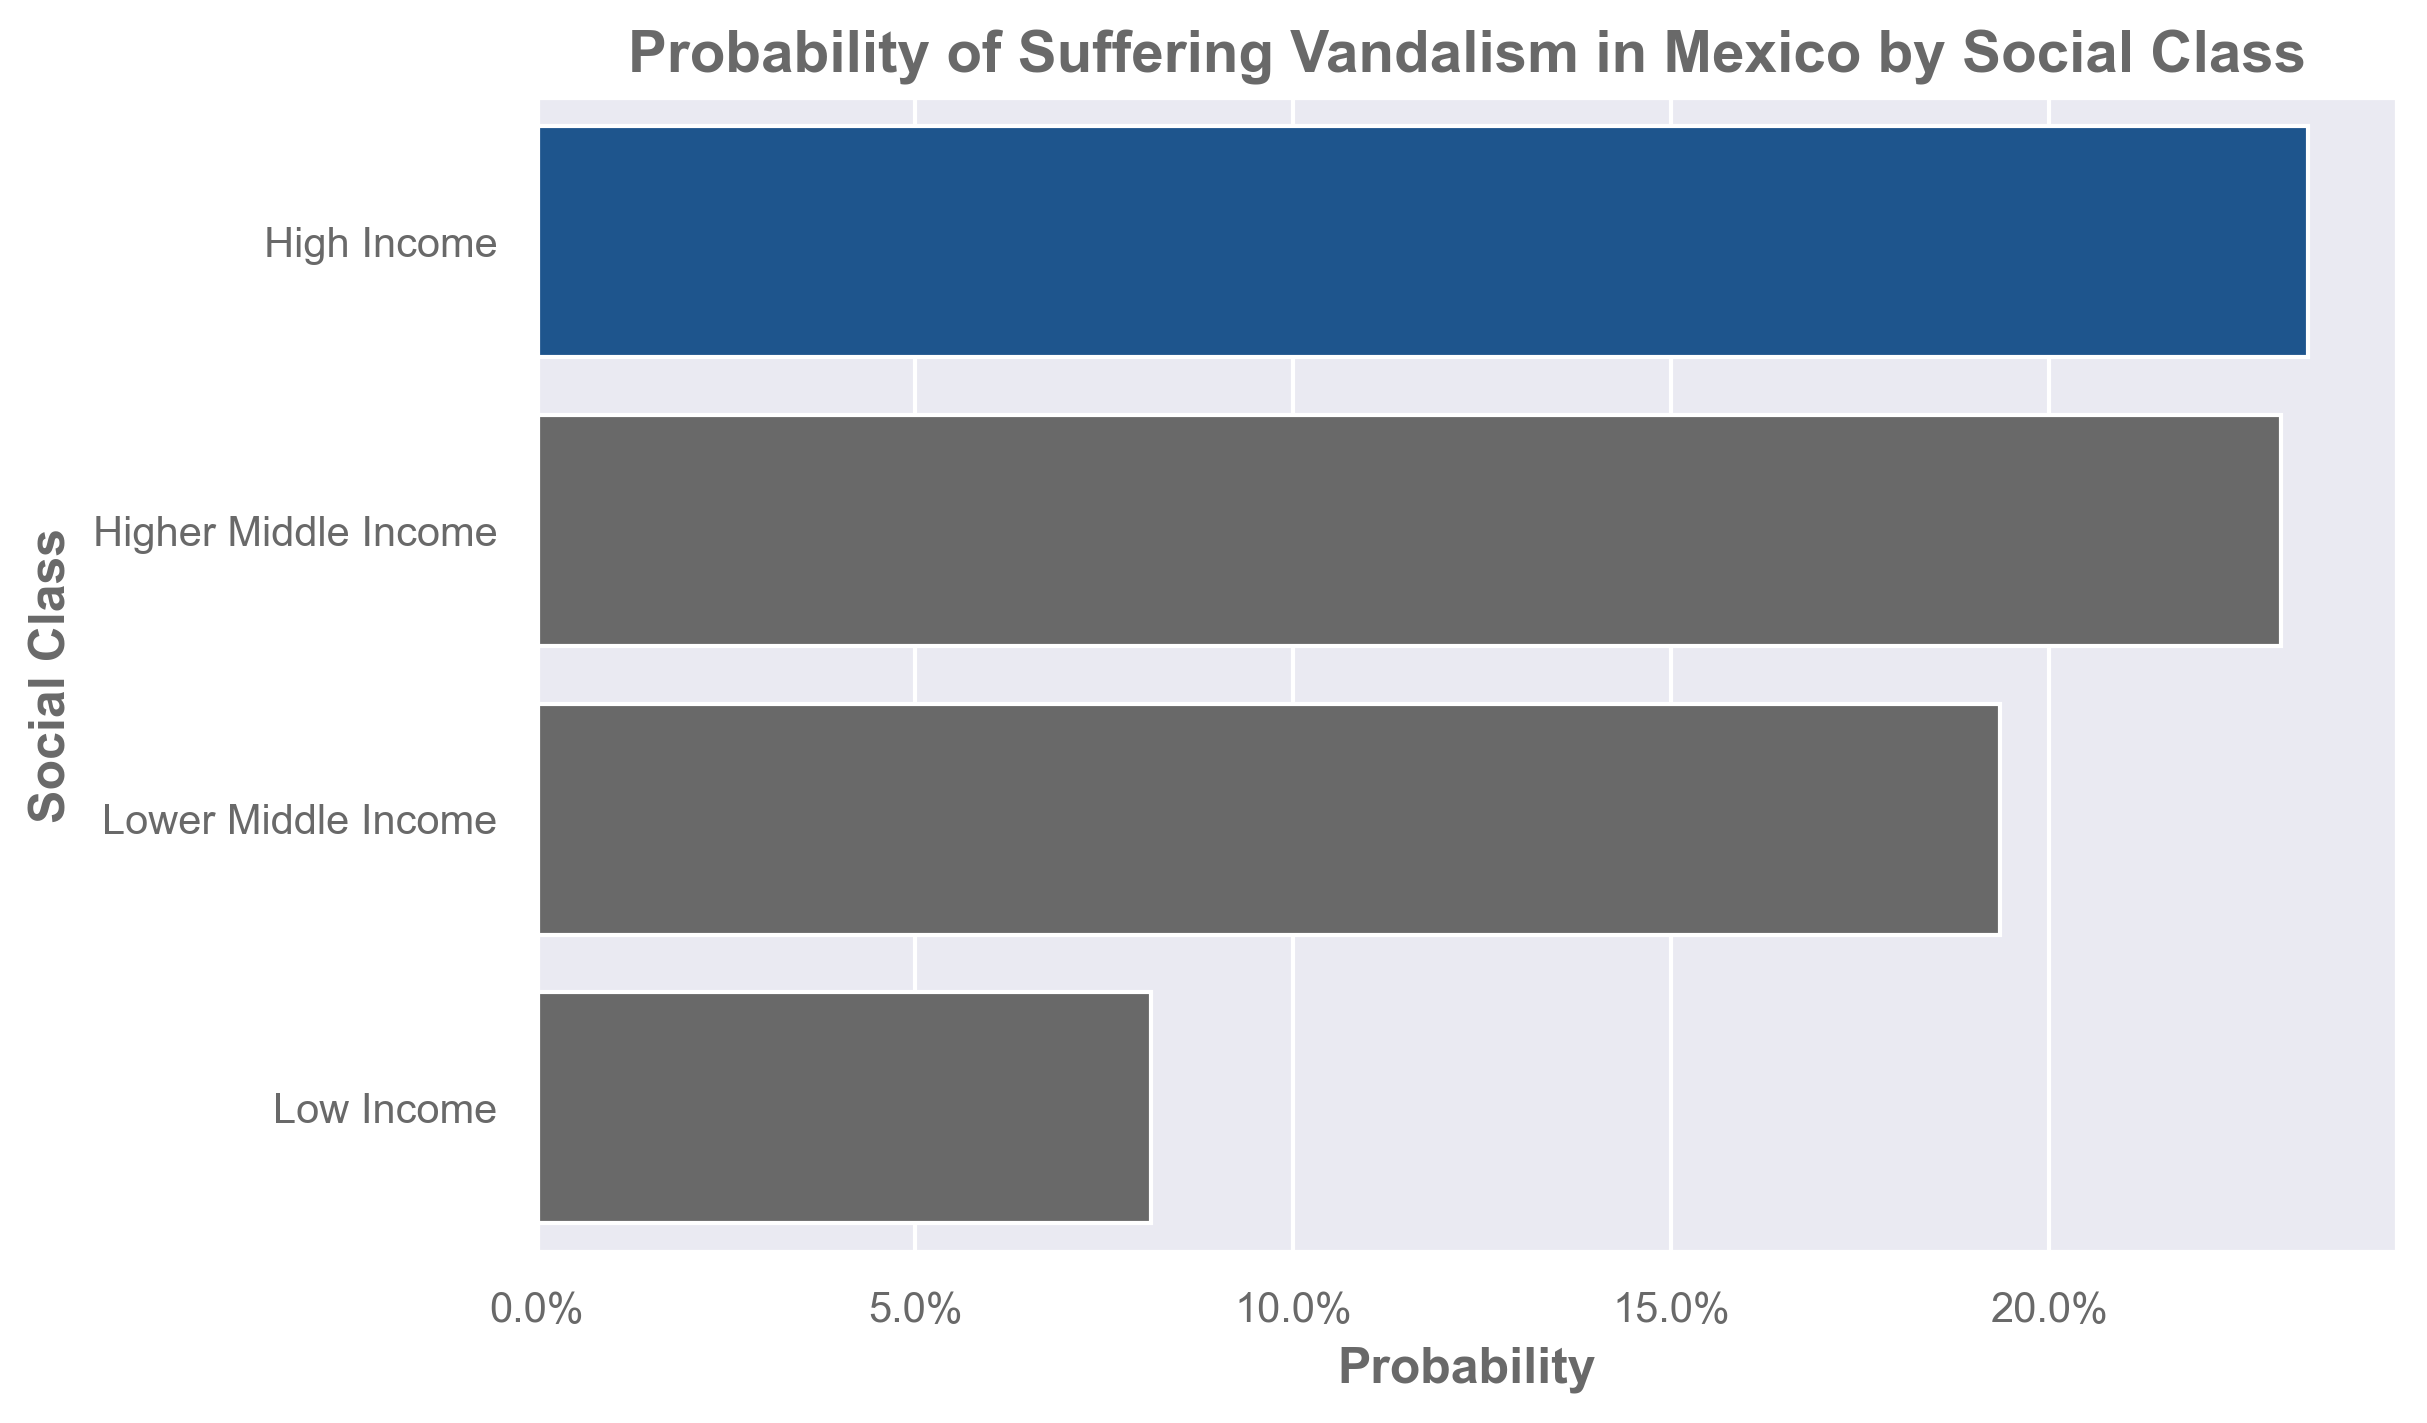 Probability of Suffering Vandalism in Mexico by Social Class
High Income
Higher Middle Income
Lower Middle Income
Low Income
Social Class
0.0% 5.0% 10.0% 15.0% 20.0%
Probability